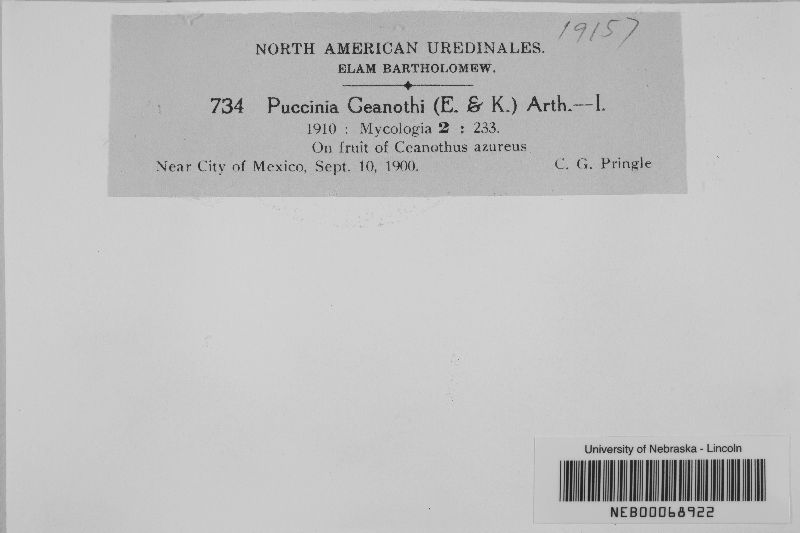 19157
NORTH AMERICAN UREDINALES.
ELAM BARTHOLOMEW.
734 Puccinia Ceanothi (E. & K.) Arth.—I.
1910 : Mycologia 2 : 233.
On fruit of Ceanothus azureus
Near City of Mexico, Sept. 10, 1900. C. G. Pringle
University of Nebraska - Lincoln
NEB00068922